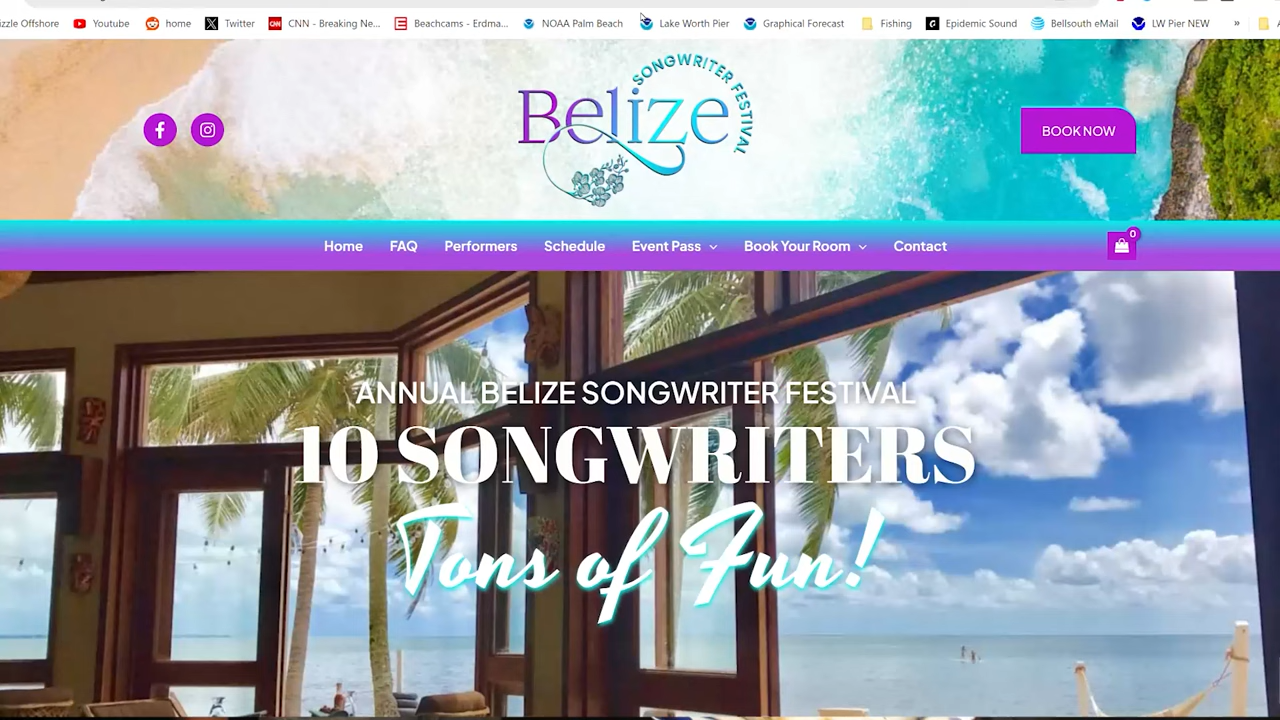 zzle Offshore Youtube home Twitter CNN - Breaking Ne... Beachcams - Erdma... NOAA Palm Beach Lake Worth Pier Graphical Forecast Fishing Epidemic Sound Bellsouth eMail LW Pier NEW »
Belize SONGWRITER FESTIVAL
BOOK NOW
Home FAQ Performers Schedule Event Pass Book Your Room Contact 0
ANNUAL BELIZE SONGWRITER FESTIVAL
10 SONGWRITERS
Tons of Fun!